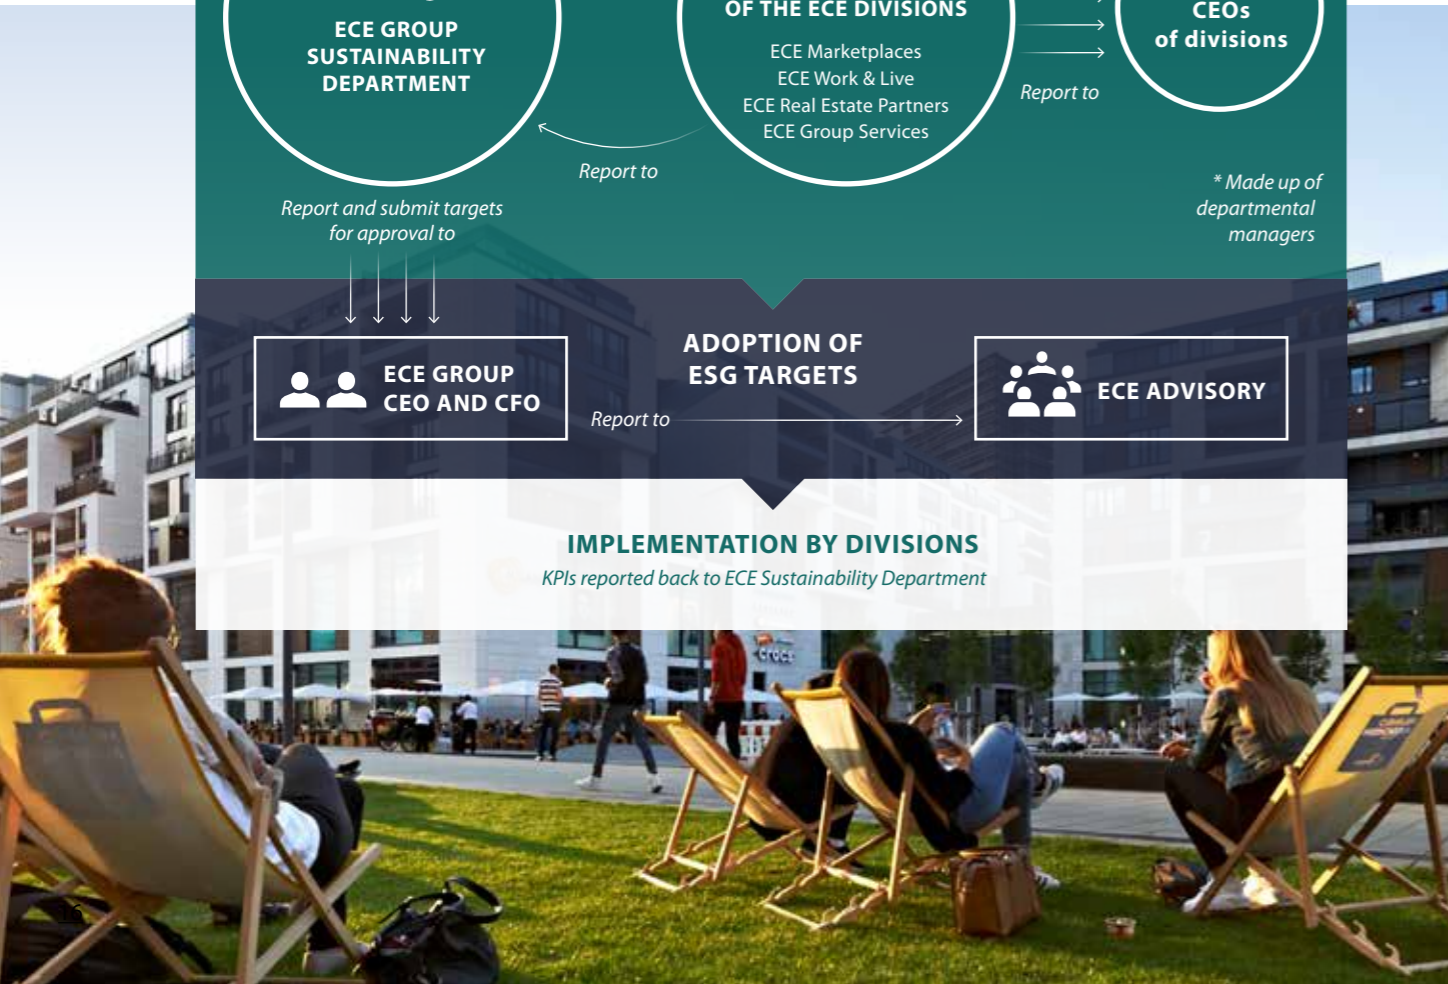 ECE GROUP
SUSTAINABILITY
DEPARTMENT
OF THE ECE DIVISIONS
ECE Marketplaces
ECE Work & Live
ECE Real Estate Partners
ECE Group Services
CEOs
of divisions
Report to
Report to
* Made up of
departmental
managers
Report and submit targets
for approval to
ECE GROUP
CEO AND CFO
ADOPTION OF
ESG TARGETS
Report to
ECE ADVISORY
IMPLEMENTATION BY DIVISIONS
KPIs reported back to ECE Sustainability Department
crocs
16